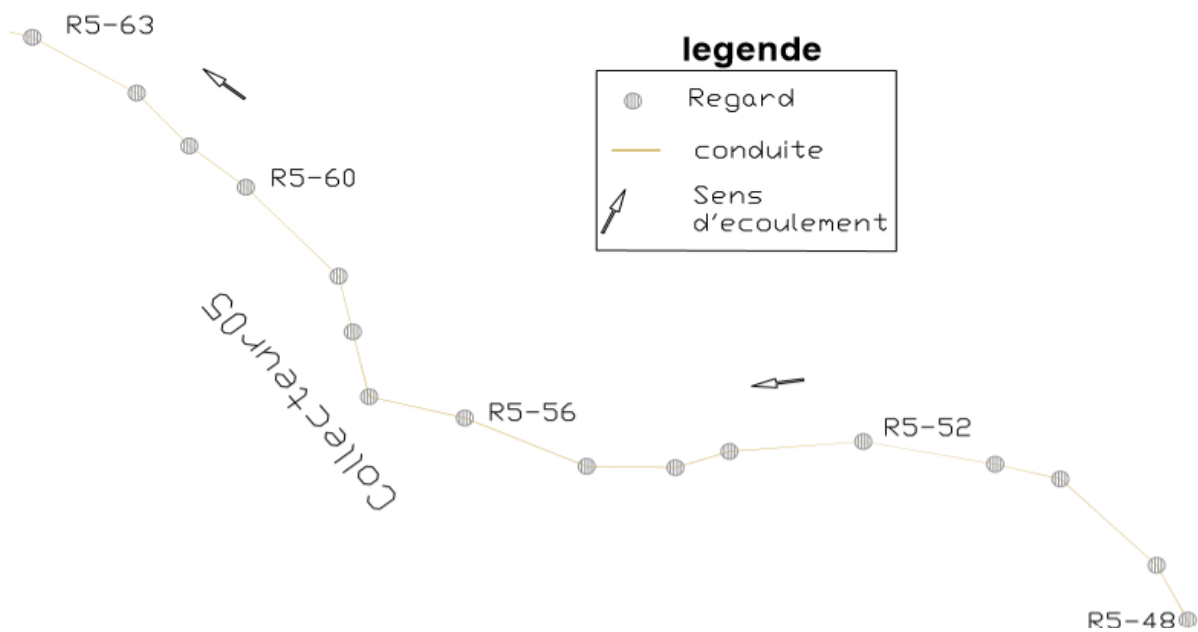 R5-63
legende
Regard
R5-60
conduite
Sens
d'ecoulement
Collecteur05
R5-56
R5-52
R5-48